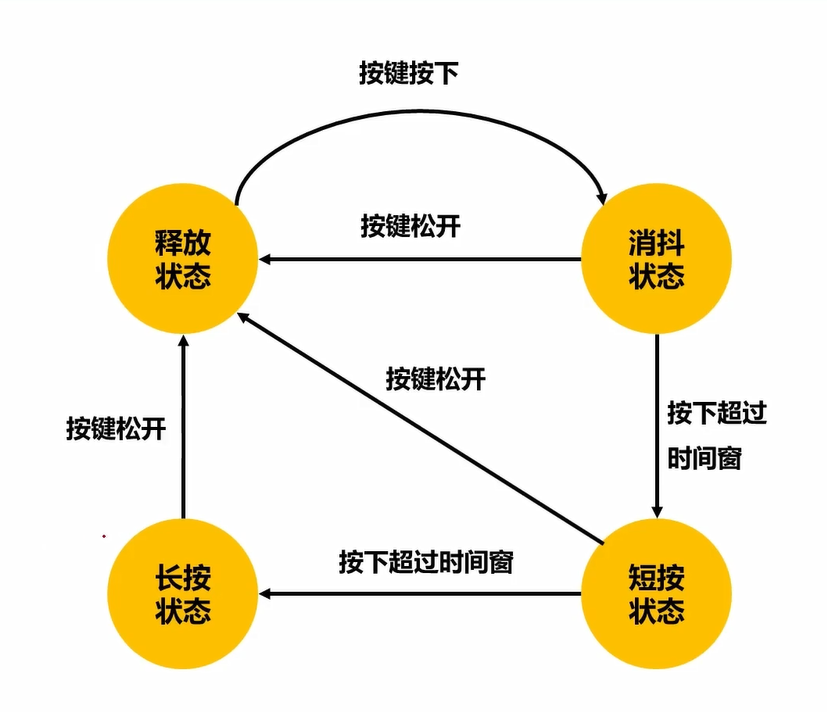 按键按下
按键松开
释放
状态
消抖
状态
按键松开
按下超过
时间窗
按键松开
按下超过时间窗
长按
状态
短按
状态